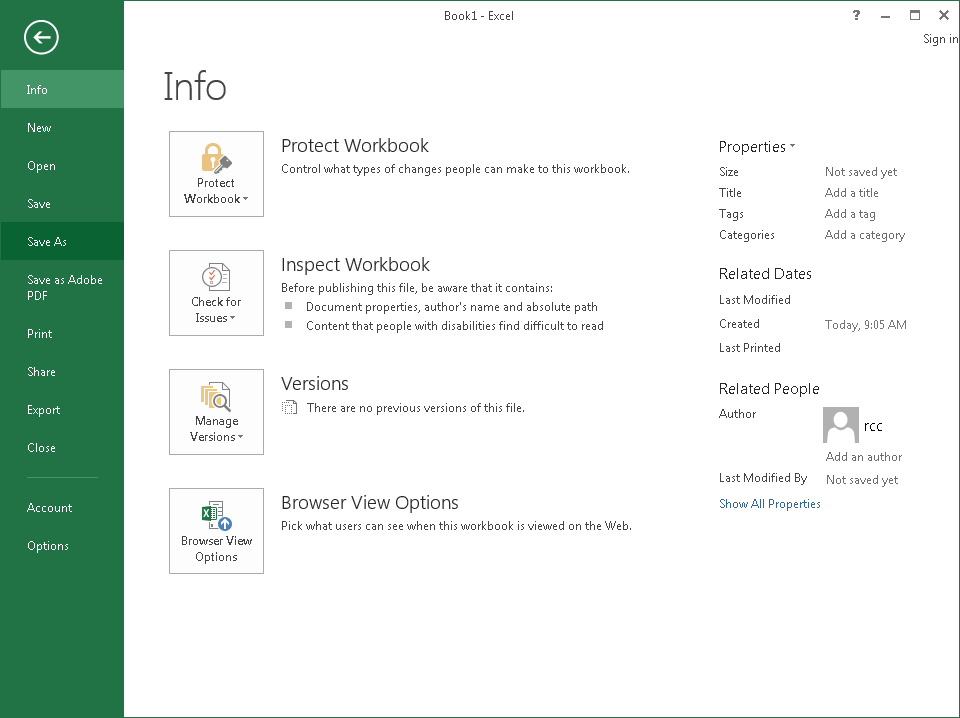 Book1 - Excel
?
Sign in
Info
New
Open
Save
Save As
Save as Adobe
PDF
Print
Share
Export
Close
Account
Options
Info
Protect
Workbook
Protect Workbook
Control what types of changes people can make to this workbook.
Check for
Issues
Inspect Workbook
Before publishing this file, be aware that it contains:
Document properties, author's name and absolute path
Content that people with disabilities find difficult to read
Manage
Versions
Versions
There are no previous versions of this file.
Browser View
Options
Browser View Options
Pick what users can see when this workbook is viewed on the Web.
Properties
Size Not saved yet
Title Add a title
Tags Add a tag
Categories Add a category
Related Dates
Last Modified
Created Today, 9:05 AM
Last Printed
Related People
Author rcc
Add an author
Last Modified By Not saved yet
Show All Properties